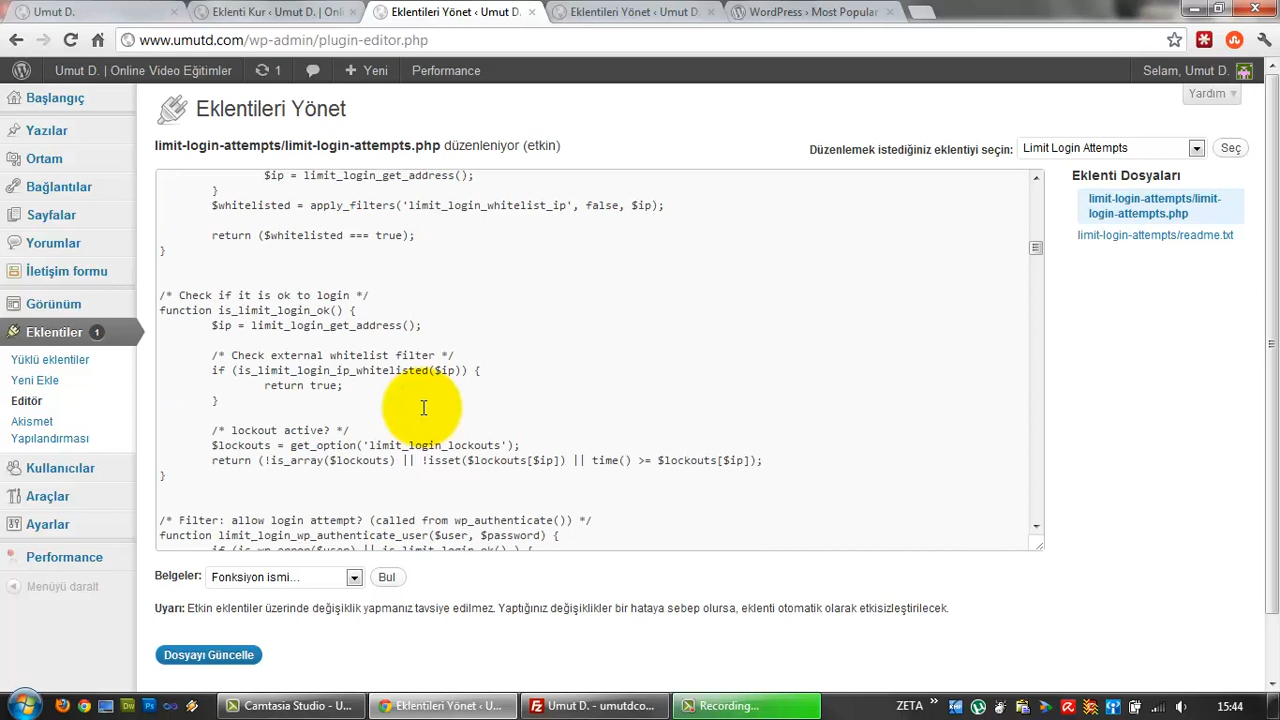 Umut D.
Eklenti Kur ‹ Umut D. | Onli
Eklentileri Yönet ‹ Umut D.
Eklentileri Yönet ‹ Umut D.
WordPress › Most Popular
www.umutd.com/wp-admin/plugin-editor.php
Umut D. | Online Video Eğitimler
1
Yeni
Performance
Selam, Umut D.
Başlangıç
Yazılar
Ortam
Bağlantılar
Sayfalar
Yorumlar
İletişim formu
Görünüm
Eklentiler 1
Yüklü eklentiler
Yeni Ekle
Editör
Akismet
Yapılandırması
Kullanıcılar
Araçlar
Ayarlar
Performance
Menüyü daralt
Yardım
Eklentileri Yönet
limit-login-attempts/limit-login-attempts.php düzenleniyor (etkin)
Düzenlemek istediğiniz eklentiyi seçin:
Limit Login Attempts
Seç
Eklenti Dosyaları
limit-login-attempts/limit-
login-attempts.php
limit-login-attempts/readme.txt
$ip = limit_login_get_address();
}
$whitelisted = apply_filters('limit_login_whitelist_ip', false, $ip);
return ($whitelisted === true);
}
/* Check if it is ok to login */
function is_limit_login_ok() {
$ip = limit_login_get_address();
/* Check external whitelist filter */
if (is_limit_login_ip_whitelisted($ip)) {
return true;
}
/* lockout active? */
$lockouts = get_option('limit_login_lockouts');
return (!is_array($lockouts) || !isset($lockouts[$ip]) || time() >= $lockouts[$ip]);
}
/* Filter: allow login attempt? (called from wp_authenticate()) */
function limit_login_wp_authenticate_user($user, $password) {
if (is_wp_error($user) || is_limit_login_ok() ) {
Belgeler:
Fonksiyon ismi...
Bul
Uyarı: Etkin eklentiler üzerinde değişiklik yapmanız tavsiye edilmez. Yaptığınız değişiklikler bir hataya sebep olursa, eklenti otomatik olarak etkisizleştirilecek.
Dosyayı Güncelle
Camtasia Studio - U...
Eklentileri Yönet ‹ U...
Umut D. - umutdco...
Recording...
ZETA
15:44